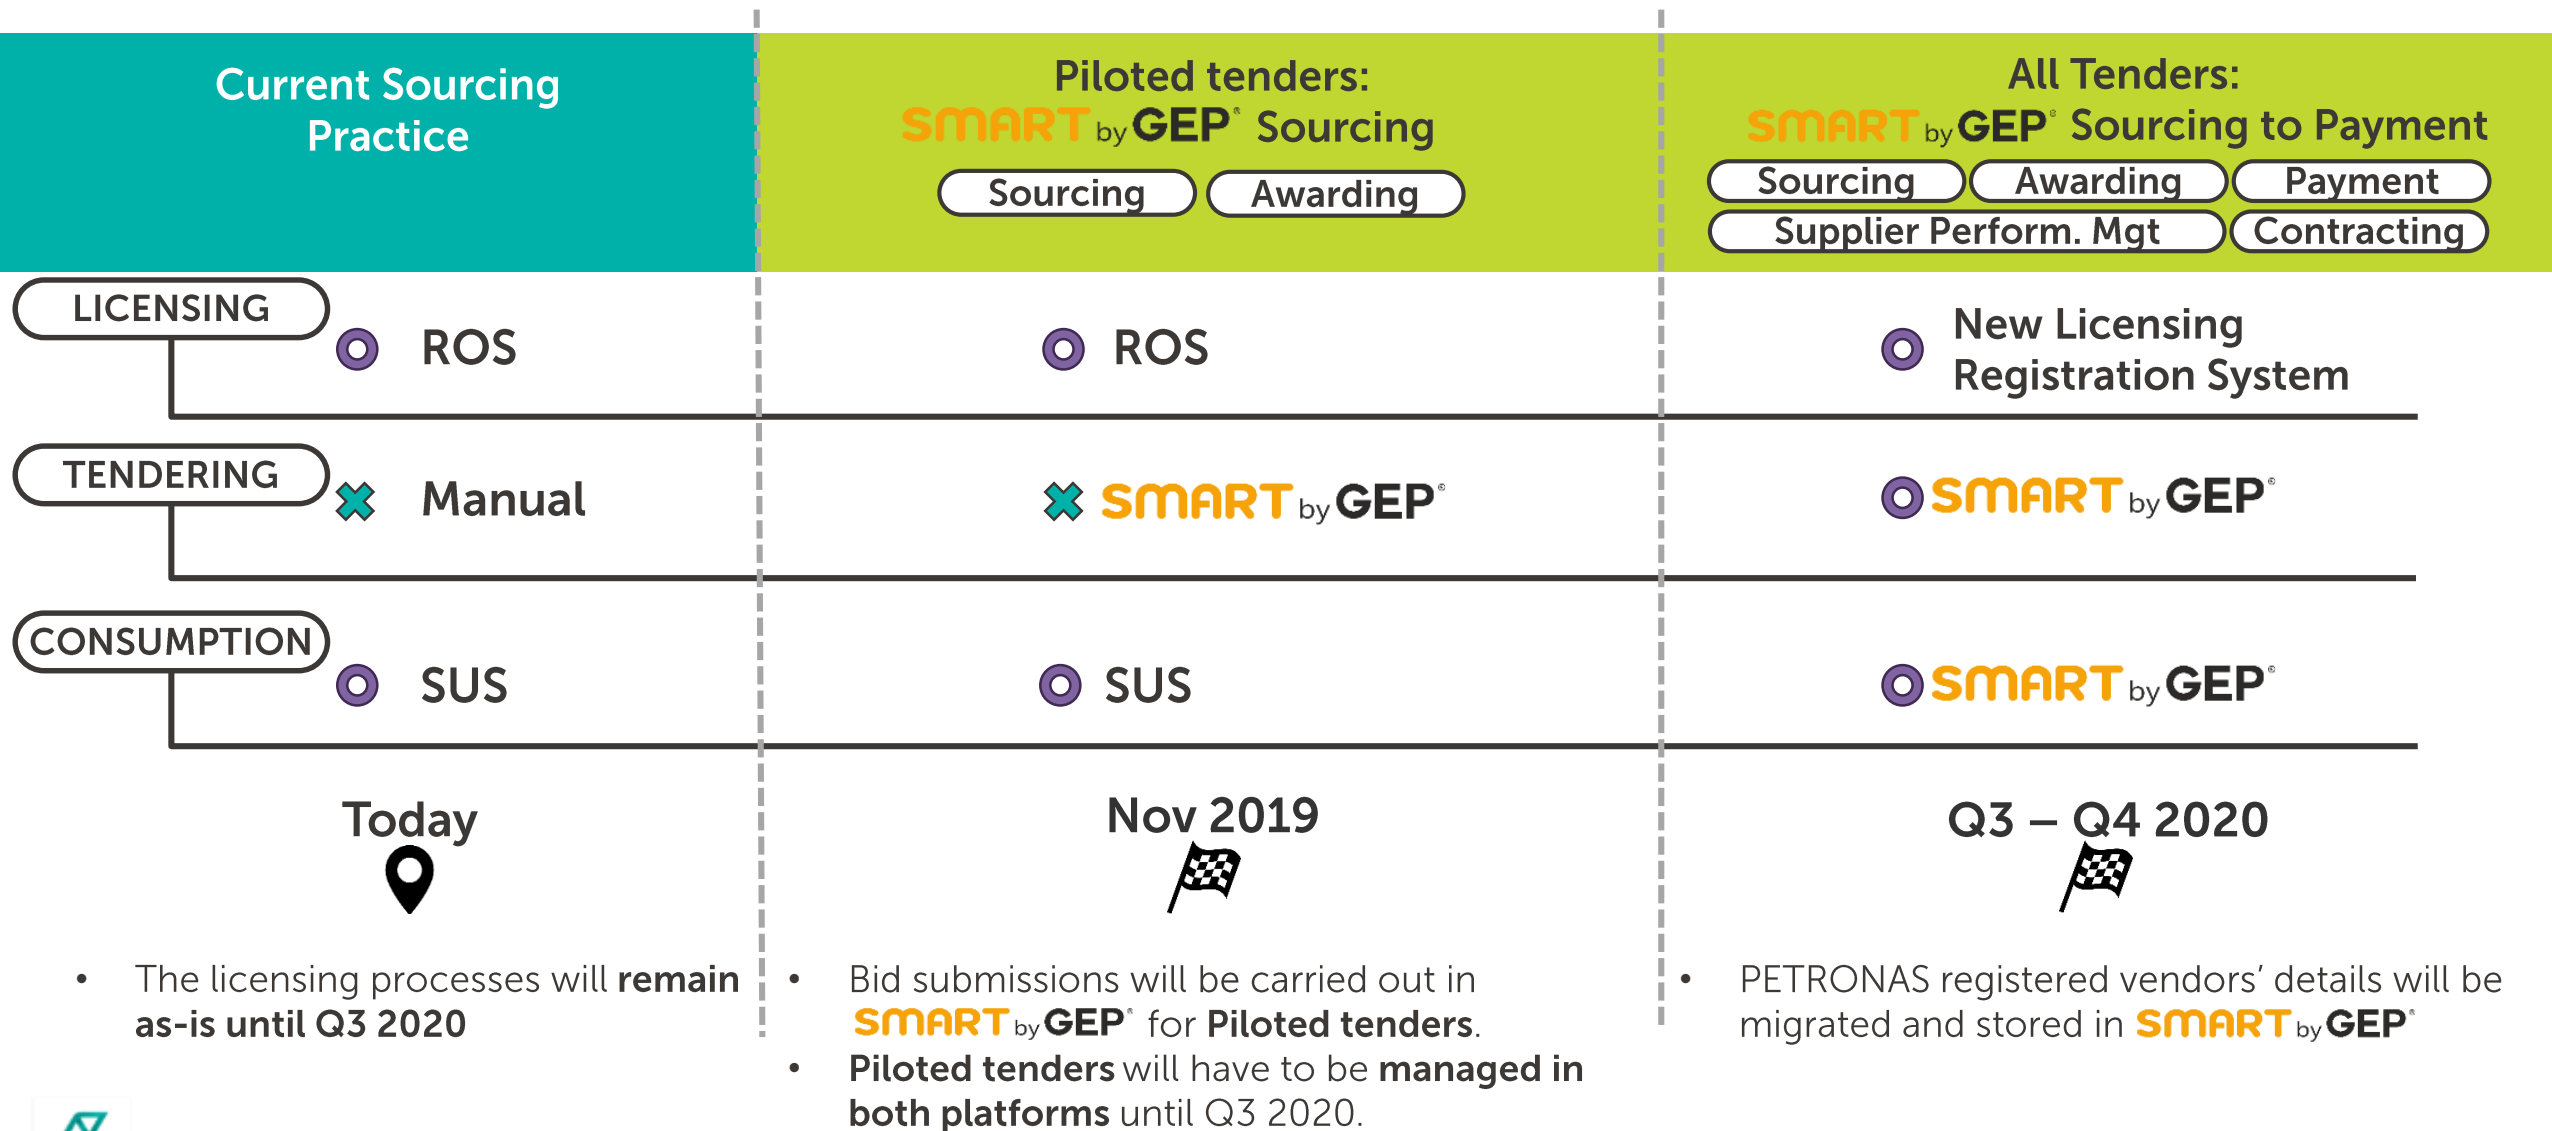 Current Sourcing
Practice
Piloted tenders:
SMART by GEP® Sourcing
Sourcing
Awarding
All Tenders:
SMART by GEP® Sourcing to Payment
Sourcing
Awarding
Payment
Supplier Perform. Mgt
Contracting
LICENSING
ROS
ROS
New Licensing
Registration System
TENDERING
Manual
SMART by GEP®
SMART by GEP®
CONSUMPTION
SUS
SUS
SMART by GEP®
Today
Nov 2019
Q3 – Q4 2020
• The licensing processes will remain
as-is until Q3 2020
• Bid submissions will be carried out in
SMART by GEP® for Piloted tenders.
• Piloted tenders will have to be managed in
both platforms until Q3 2020.
• PETRONAS registered vendors’ details will be
migrated and stored in SMART by GEP®